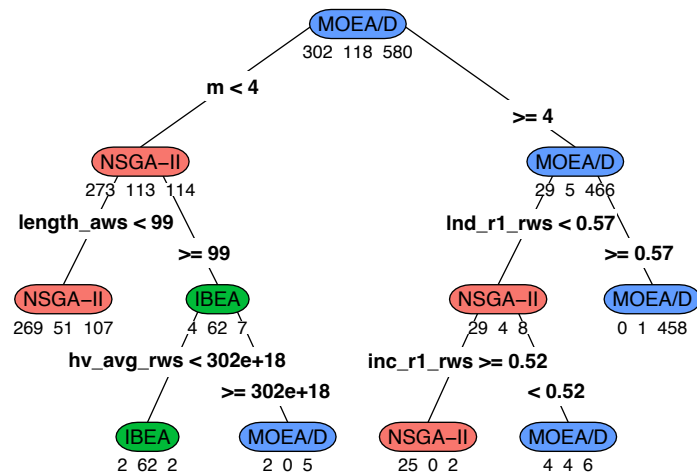 MOEA/D
302 118 580
m < 4
>= 4
NSGA−II
MOEA/D
273 113 114
29 5 466
length_aws < 99
lnd_r1_rws < 0.57
>= 99
>= 0.57
NSGA−II
IBEA
NSGA−II
MOEA/D
269 51 107
4 62 7
29 4 8
0 1 458
hv_avg_rws < 302e+18
inc_r1_rws >= 0.52
>= 302e+18
< 0.52
IBEA
MOEA/D
NSGA−II
MOEA/D
2 62 2
2 0 5
25 0 2
4 4 6